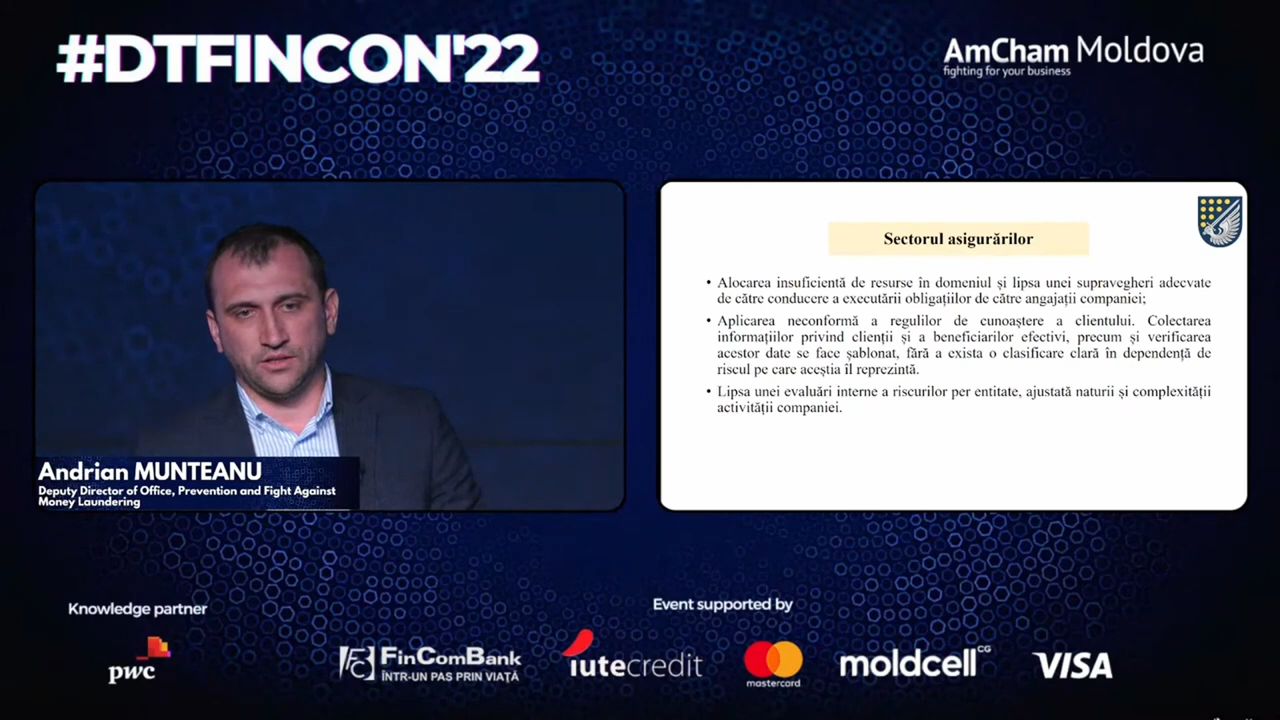 #DTFINCON'22
AmCham Moldova
fighting for your business
Sectorul asigurărilor
• Alocarea insuficientă de resurse în domeniul și lipsa unei supravegheri adecvate
de către conducere a executării obligațiilor de către angajații companiei;
• Aplicarea neconformă a regulilor de cunoaștere a clientului. Colectarea
informațiilor privind clienții și a beneficiarilor efectivi, precum și verificarea
acestor date se face șablonat, fără a exista o clasificare clară în dependență de
riscul pe care aceștia îl reprezintă.
• Lipsa unei evaluări interne a riscurilor per entitate, ajustată naturii și complexității
activității companiei.
Andrian MUNTEANU
Deputy Director of Office, Prevention and Fight Against
Money Laundering
Knowledge partner
Event supported by
pwc
FC FinComBank
ÎNTR-UN PAS PRIN VIAȚĂ
iutecredit
mastercard
moldcell CG
VISA